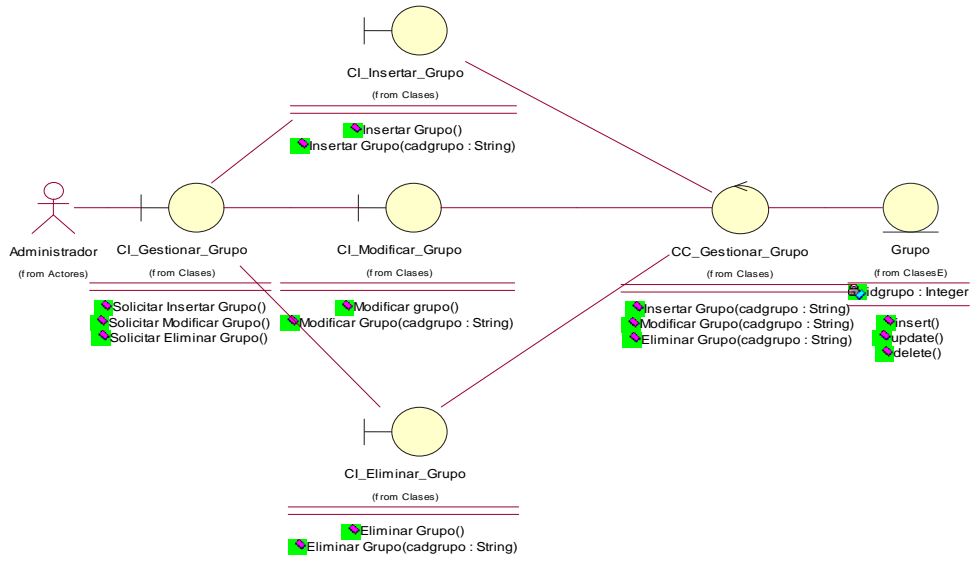 CI_Insertar_Grupo
(from Clases)
Insertar Grupo()
Insertar Grupo(cadgrupo : String)
Administrador
(from Actores)
CI_Gestionar_Grupo
(from Clases)
Solicitar Insertar Grupo()
Solicitar Modificar Grupo()
Solicitar Eliminar Grupo()
CI_Modificar_Grupo
(from Clases)
Modificar grupo()
Modificar Grupo(cadgrupo : String)
CC_Gestionar_Grupo
(from Clases)
Insertar Grupo(cadgrupo : String)
Modificar Grupo(cadgrupo : String)
Eliminar Grupo(cadgrupo : String)
Grupo
(from ClasesE)
idgrupo : Integer
insert()
update()
delete()
CI_Eliminar_Grupo
(from Clases)
Eliminar Grupo()
Eliminar Grupo(cadgrupo : String)